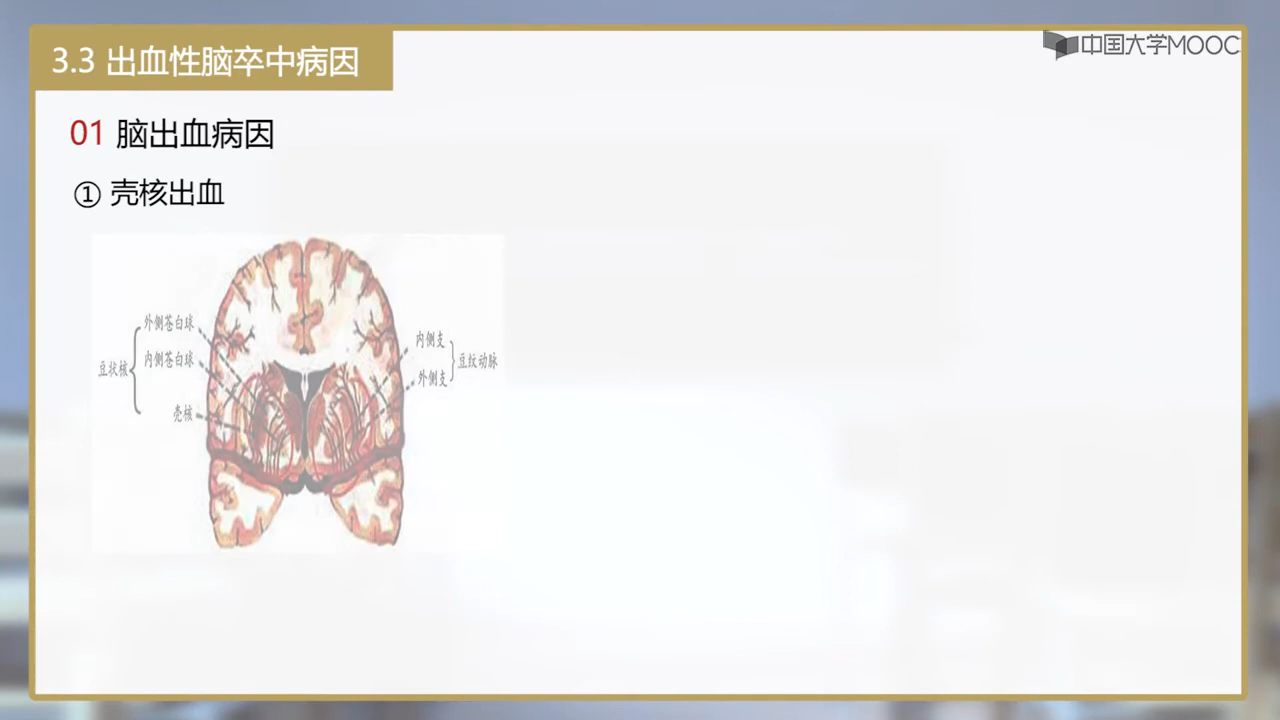 3.3 出血性脑卒中病因
中国大学MOOC
01 脑出血病因
① 壳核出血
外侧苍白球
内侧苍白球
豆状核
壳核
内侧支
豆纹动脉
外侧支